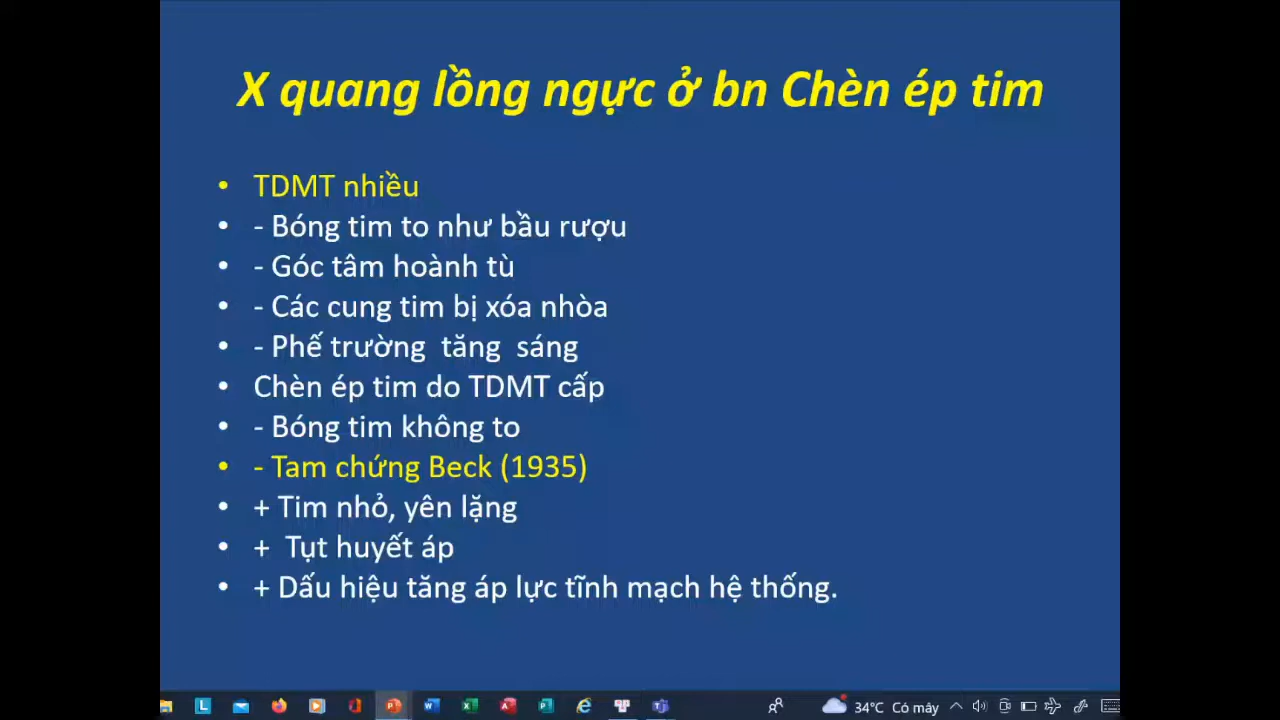 X quang lồng ngực ở bn Chèn ép tim
• TDMT nhiều
• - Bóng tim to như bầu rượu
• - Góc tâm hoành tù
• - Các cung tim bị xóa nhòa
• - Phế trường tăng sáng
• Chèn ép tim do TDMT cấp
• - Bóng tim không to
• - Tam chứng Beck (1935)
• + Tim nhỏ, yên lặng
• + Tụt huyết áp
• + Dấu hiệu tăng áp lực tĩnh mạch hệ thống.
34°C Có mây